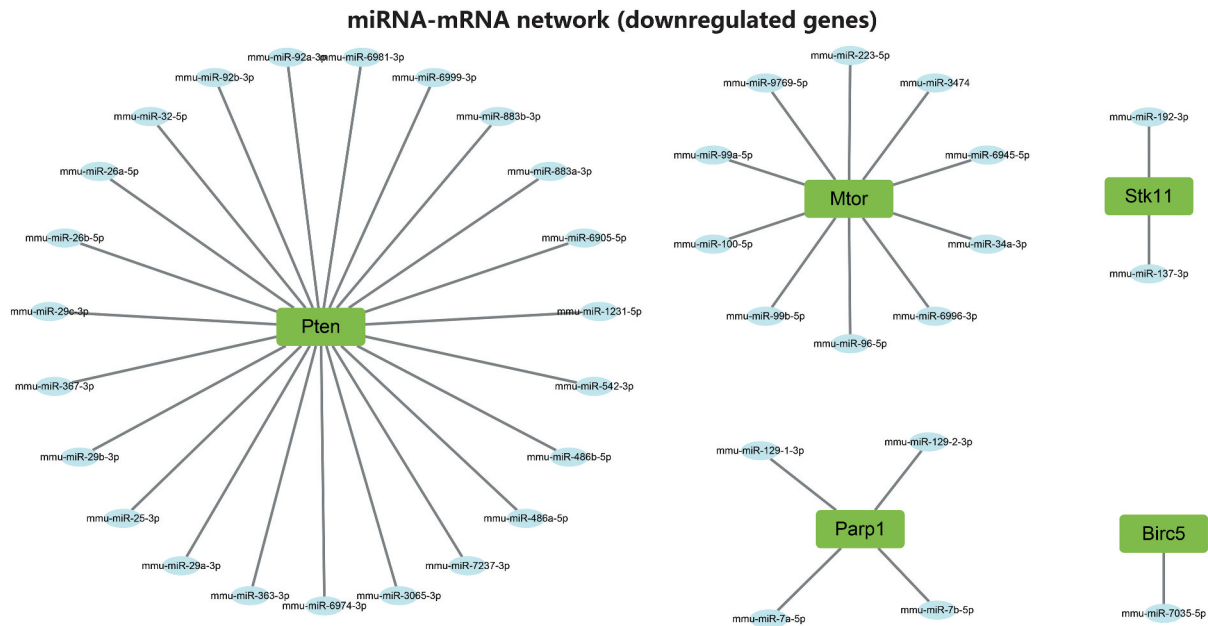 miRNA-mRNA network (downregulated genes)
mmu-miR-92a-3p
mmu-miR-6981-3p
mmu-miR-92b-3p
mmu-miR-6999-3p
mmu-miR-32-5p
mmu-miR-883b-3p
mmu-miR-26a-5p
mmu-miR-883a-3p
mmu-miR-26b-5p
mmu-miR-6905-5p
mmu-miR-29c-3p
mmu-miR-1231-5p
Pten
mmu-miR-367-3p
mmu-miR-542-3p
mmu-miR-29b-3p
mmu-miR-486b-5p
mmu-miR-25-3p
mmu-miR-486a-5p
mmu-miR-29a-3p
mmu-miR-7237-3p
mmu-miR-363-3p
mmu-miR-6974-3p
mmu-miR-3065-3p
mmu-miR-223-5p
mmu-miR-9769-5p
mmu-miR-3474
mmu-miR-99a-5p
mmu-miR-6945-5p
Mtor
mmu-miR-100-5p
mmu-miR-34a-3p
mmu-miR-99b-5p
mmu-miR-6996-3p
mmu-miR-96-5p
mmu-miR-192-3p
Stk11
mmu-miR-137-3p
mmu-miR-129-1-3p
mmu-miR-129-2-3p
Parp1
mmu-miR-7a-5p
mmu-miR-7b-5p
Birc5
mmu-miR-7035-5p